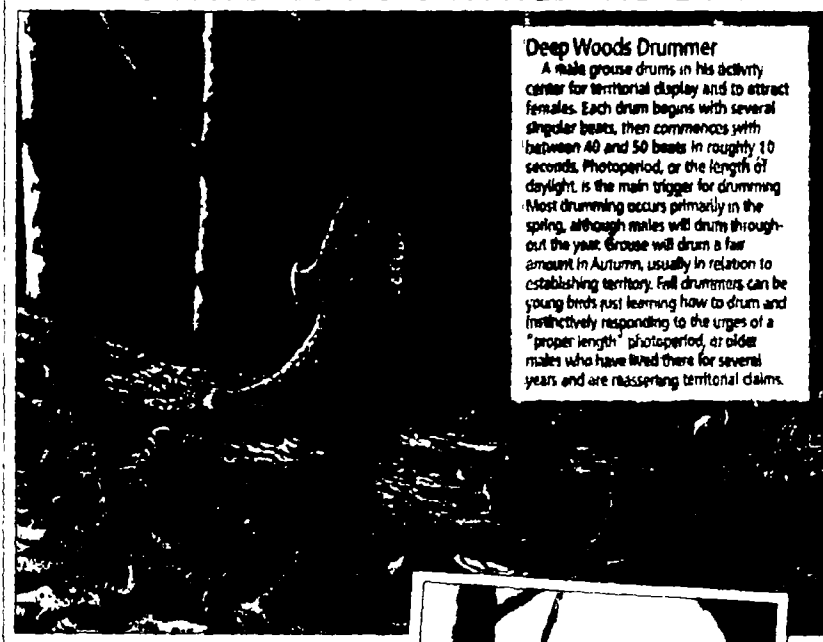 Deep Woods Drummer
A male grouse drums in his activity
center for territorial display and to attract
females. Each drum begins with several
singular beats, then commences with
between 40 and 50 beats in roughly 10
seconds. Photoperiod, or the length of
daylight, is the main trigger for drumming
Most drumming occurs primarily in the
spring, although males will drum through-
out the year. Grouse will drum a fair
amount in Autumn, usually in relation to
establishing territory. Fall drummers can be
young birds just learning how to drum and
instinctively responding to the urges of a
"proper length" photoperiod, or older
males who have lived there for several
years and are reasserting territorial claims.